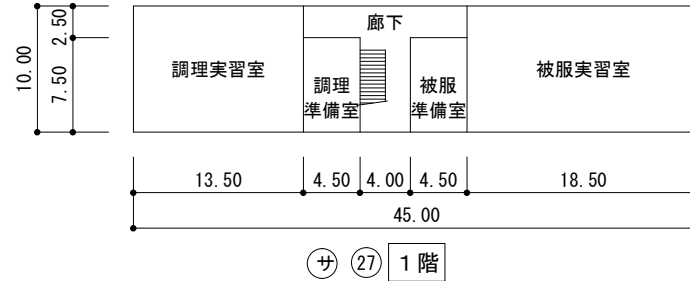 廊下
調理実習室
調理
準備室
被服
準備室
被服実習室
10.00
2.50
7.50
13.50
4.50
4.00
4.50
18.50
45.00
サ 27 1階